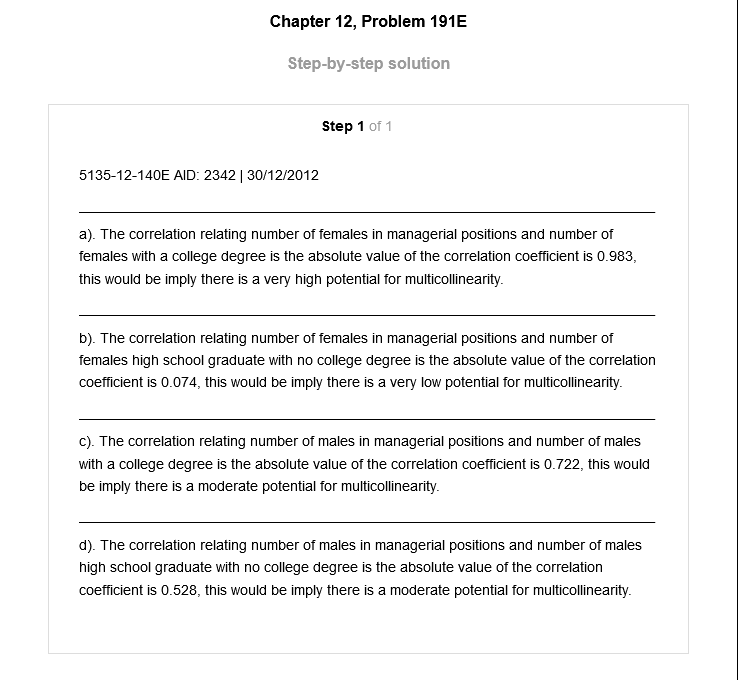 Chapter 12, Problem 191E
Step-by-step solution
Step 1 of 1
5135-12-140E AID: 2342 | 30/12/2012
a). The correlation relating number of females in managerial positions and number of
females with a college degree is the absolute value of the correlation coefficient is 0.983,
this would be imply there is a very high potential for multicollinearity.
b). The correlation relating number of females in managerial positions and number of
females high school graduate with no college degree is the absolute value of the correlation
coefficient is 0.074, this would be imply there is a very low potential for multicollinearity.
c). The correlation relating number of males in managerial positions and number of males
with a college degree is the absolute value of the correlation coefficient is 0.722, this would
be imply there is a moderate potential for multicollinearity.
d). The correlation relating number of males in managerial positions and number of males
high school graduate with no college degree is the absolute value of the correlation
coefficient is 0.528, this would be imply there is a moderate potential for multicollinearity.